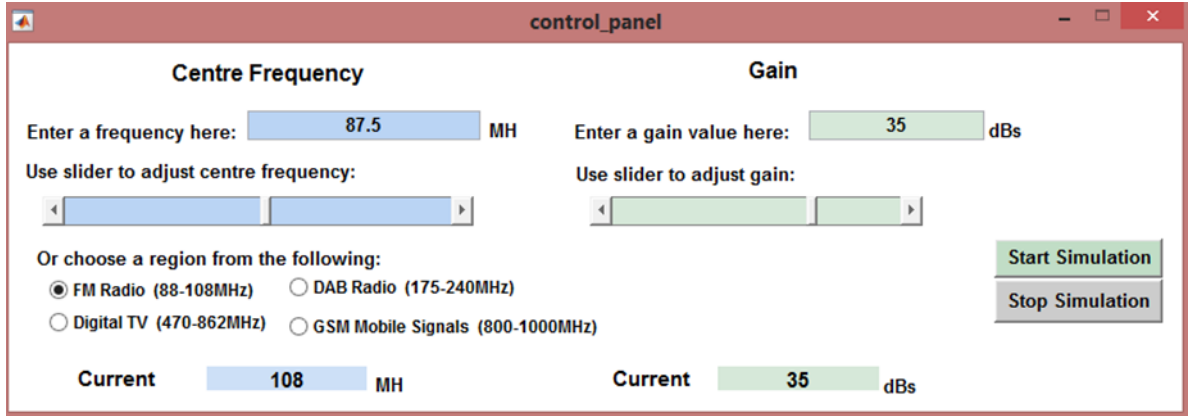 control_panel
Centre Frequency
Gain
Enter a frequency here: 87.5 MH
Enter a gain value here: 35 dBs
Use slider to adjust centre frequency:
Use slider to adjust gain:
Or choose a region from the following:
FM Radio (88-108MHz) DAB Radio (175-240MHz)
Digital TV (470-862MHz) GSM Mobile Signals (800-1000MHz)
Start Simulation
Stop Simulation
Current 108 MH
Current 35 dBs